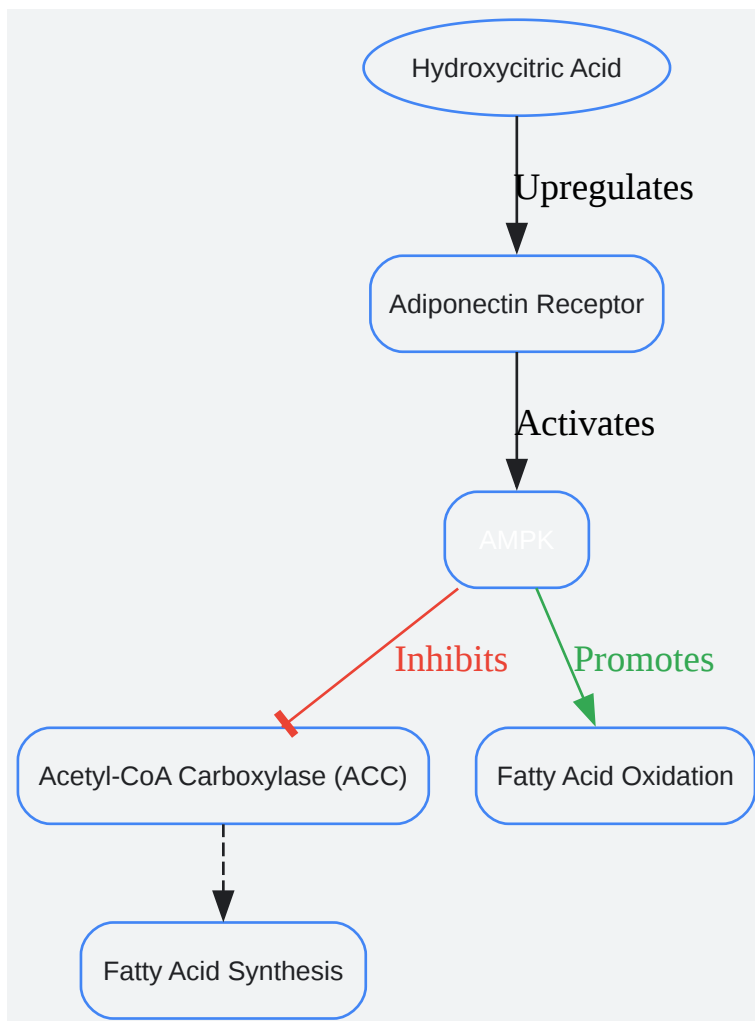 Hydroxycitric Acid
Upregulates
Adiponectin Receptor
Activates
AMPK
Inhibits
Promotes
Acetyl-CoA Carboxylase (ACC)
Fatty Acid Oxidation
Fatty Acid Synthesis